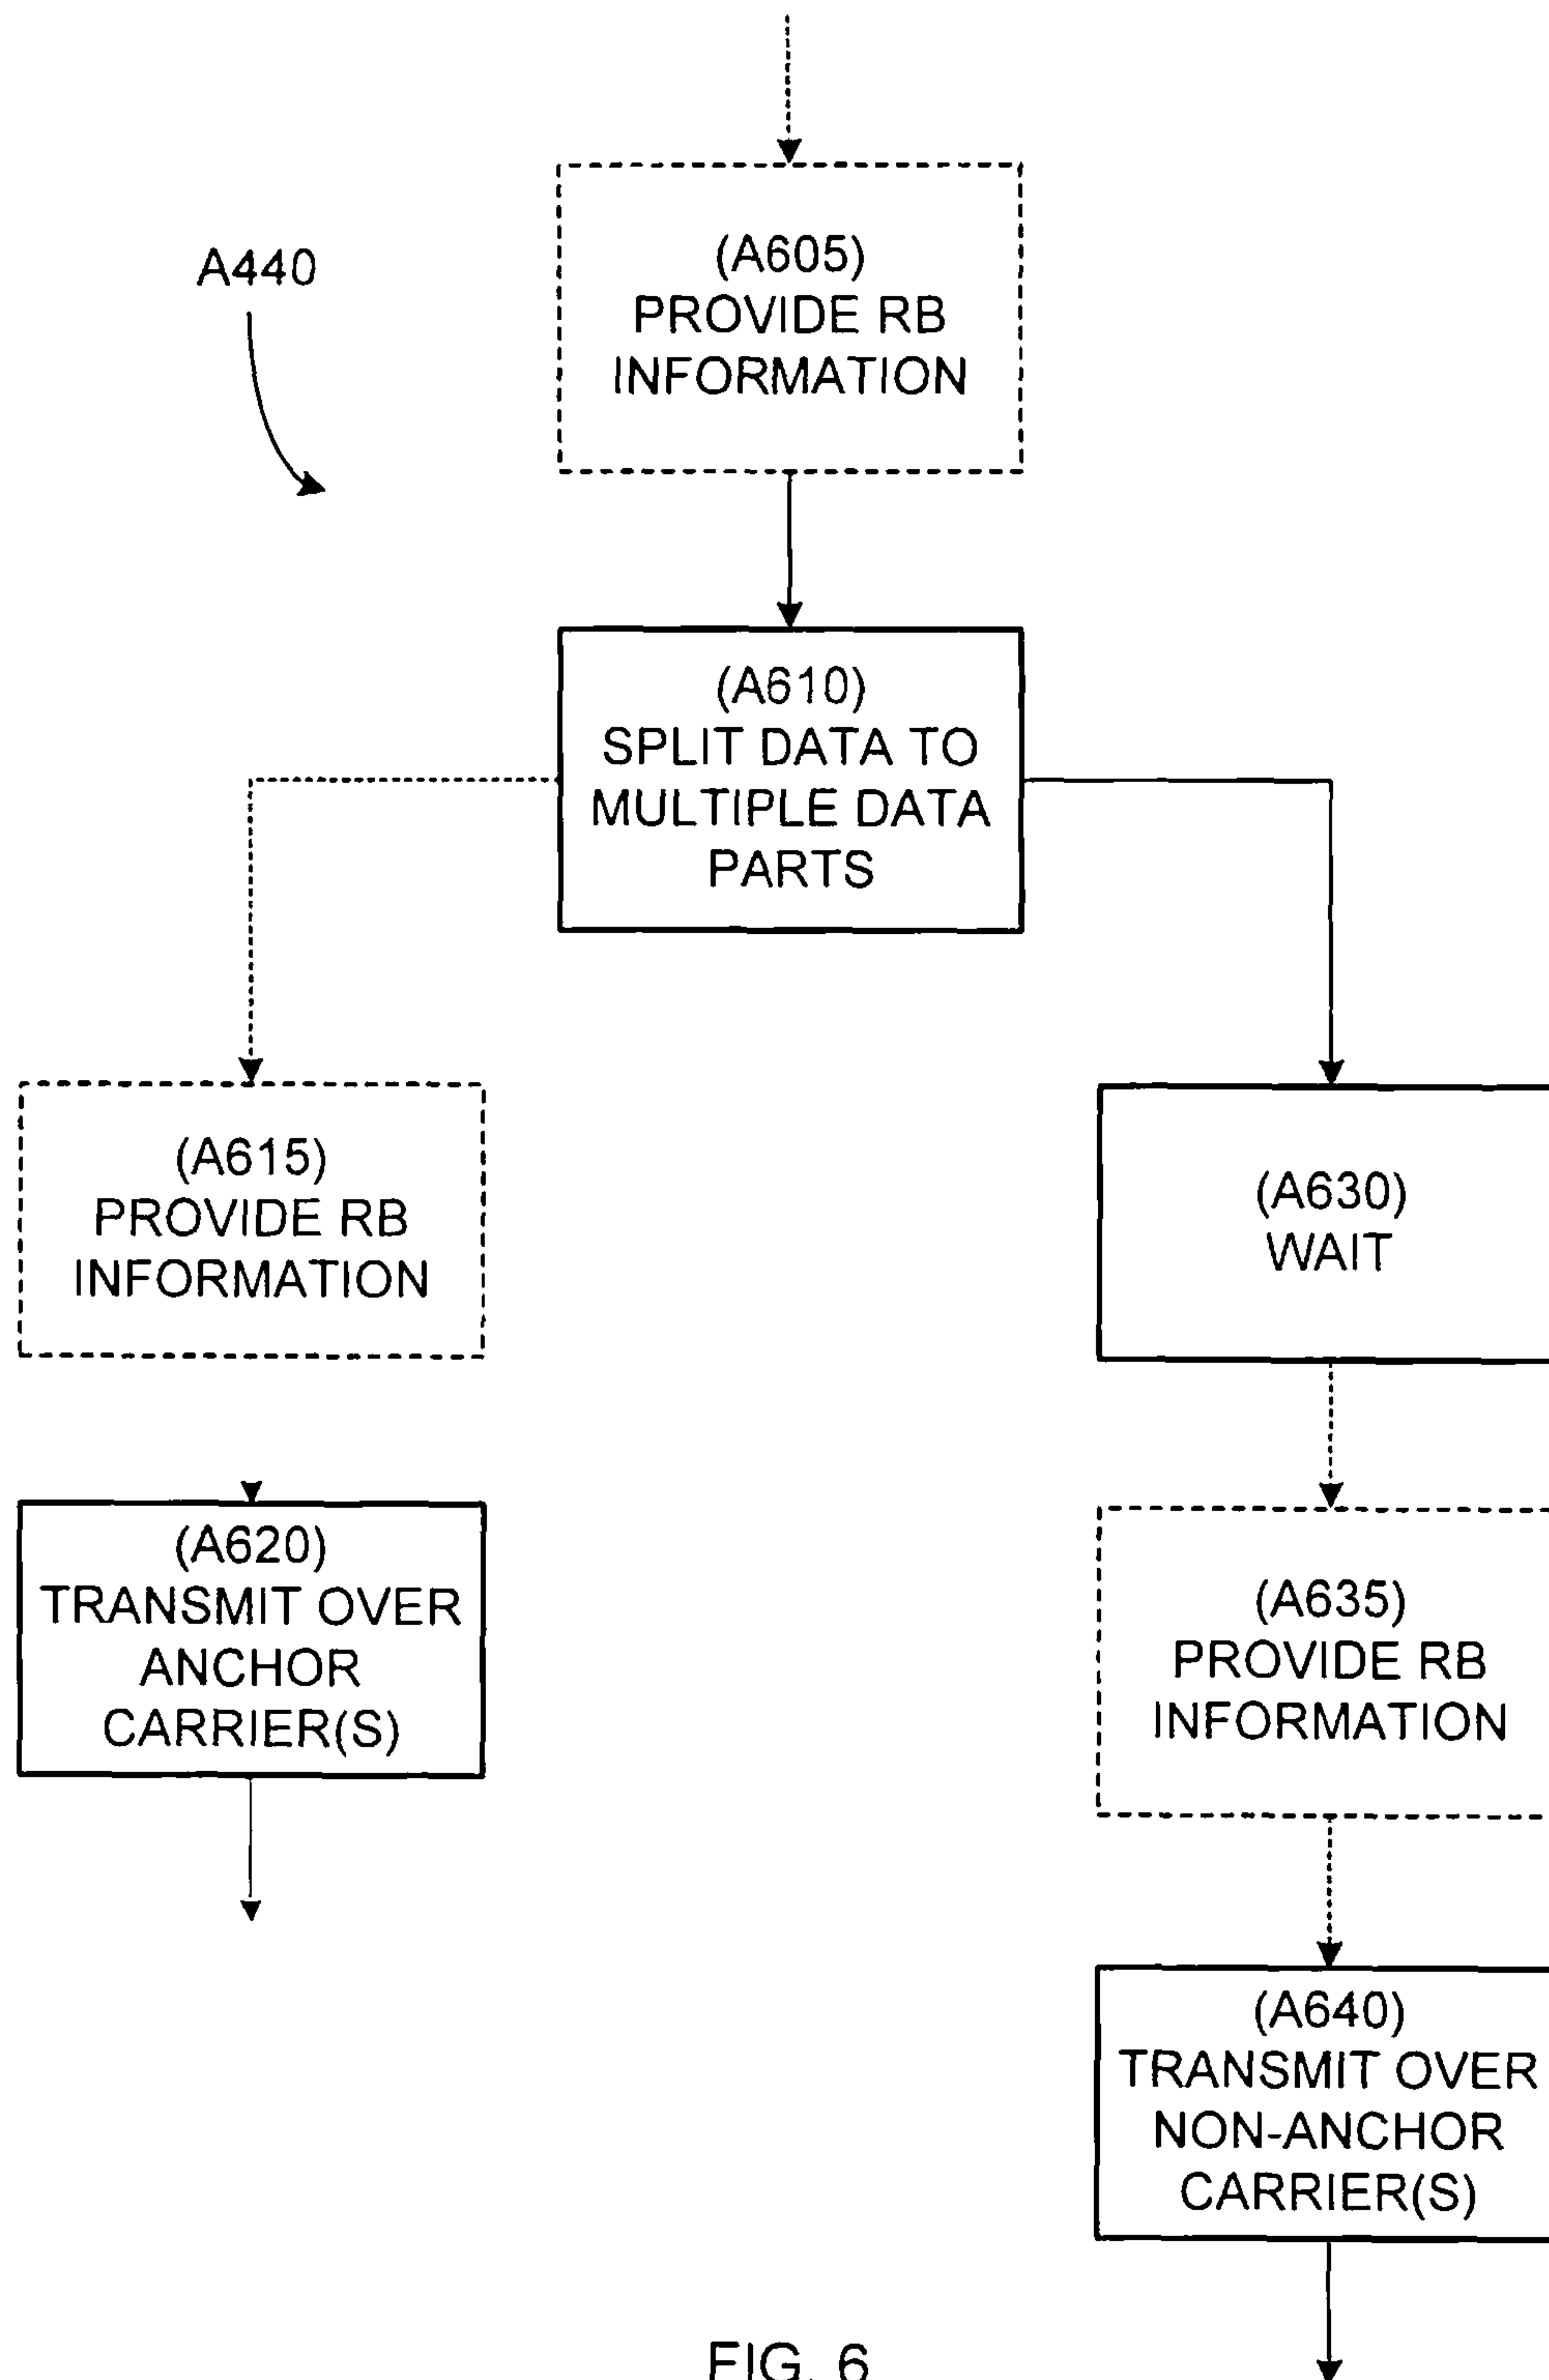 A440
(A605)
PROVIDE RB
INFORMATION
(A610)
SPLIT DATA TO
MULTIPLE DATA
PARTS
(A615)
PROVIDE RB
INFORMATION
(A620)
TRANSMIT OVER
ANCHOR
CARRIER(S)
(A630)
WAIT
(A635)
PROVIDE RB
INFORMATION
(A640)
TRANSMIT OVER
NON-ANCHOR
CARRIER(S)
FIG. 6